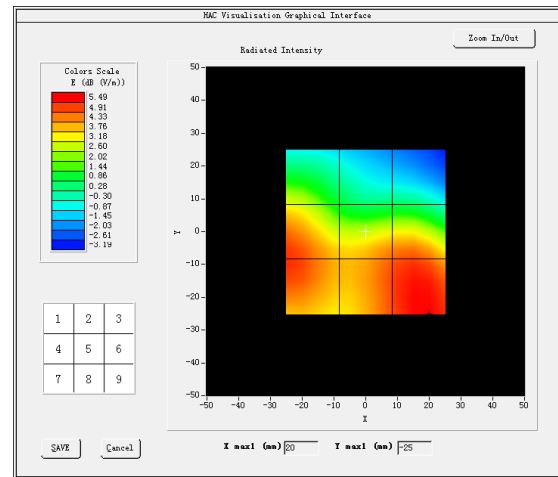 HAC Visualisation Graphical Interface
Zoom In/Out
Radiated Intensity
Colors Scale
E (dB (V/m))
5.49
4.91
4.33
3.76
3.18
2.60
2.02
1.44
0.86
0.28
-0.30
-0.87
-1.45
-2.03
-2.61
-3.19
50
40
30
20
10
0
-10
-20
-30
-40
-50
Y
-50 -40 -30 -20 -10 0 10 20 30 40 50
X
1 2 3
4 5 6
7 8 9
SAVE Cancel
X max1 (mm) 20 Y max1 (mm) -25